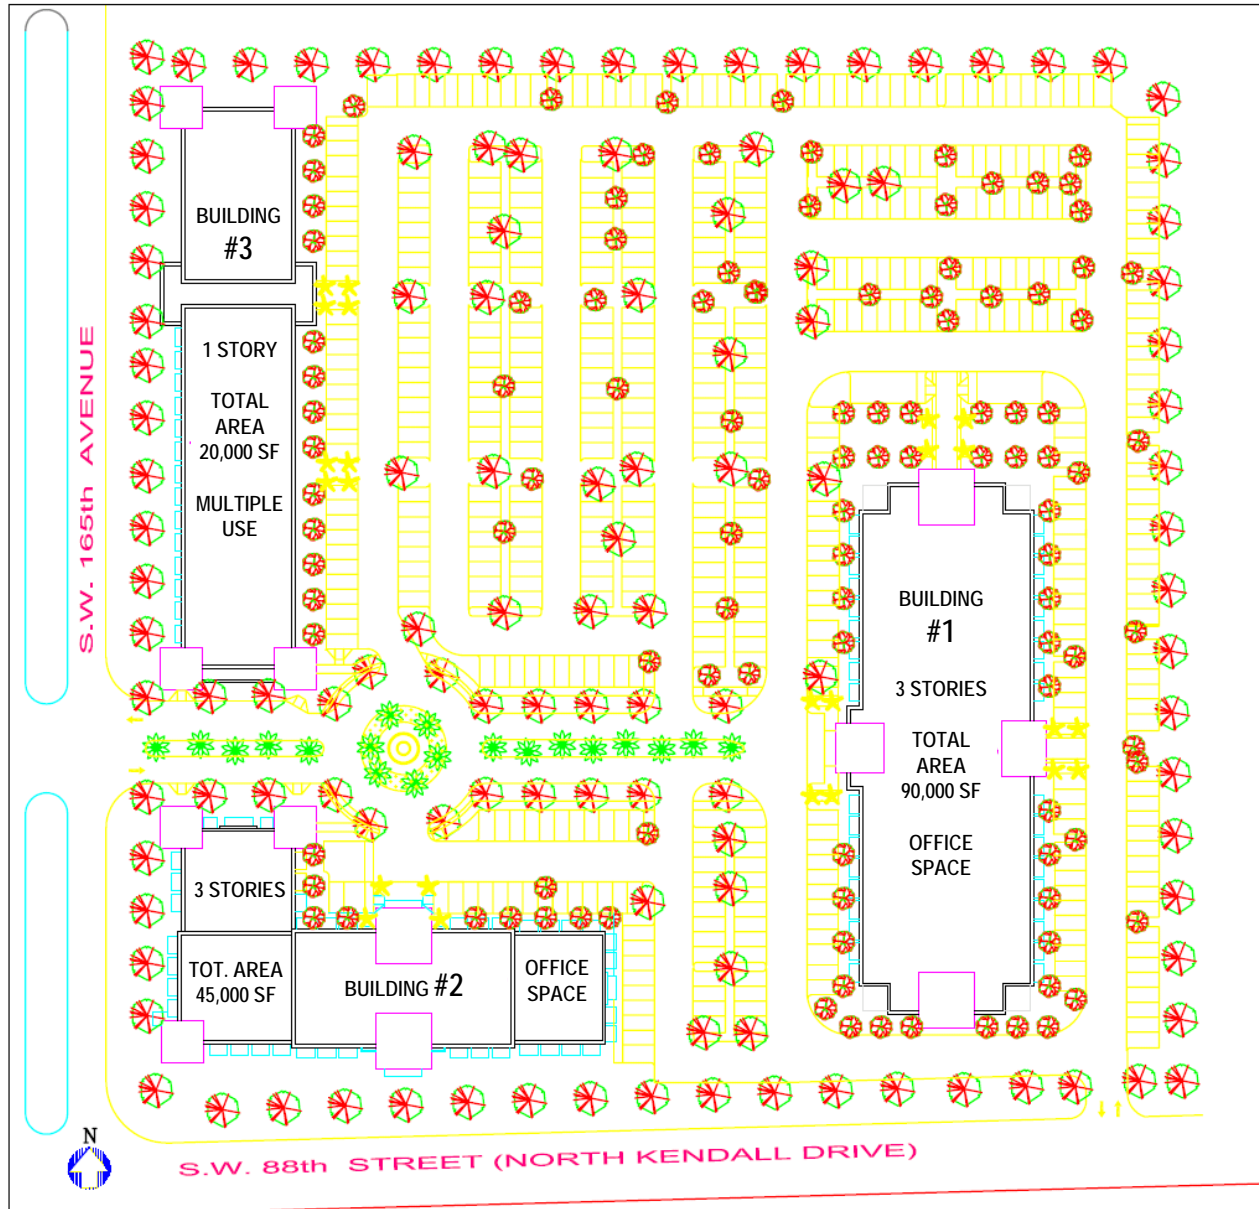 BUILDING
#3
1 STORY
TOTAL
AREA
20,000 SF
MULTIPLE
USE
S.W. 165th AVENUE
BUILDING
#1
3 STORIES
TOTAL
AREA
90,000 SF
OFFICE
SPACE
3 STORIES
TOT. AREA
45,000 SF
BUILDING #2
OFFICE
SPACE
N
S.W. 88th STREET (NORTH KENDALL DRIVE)